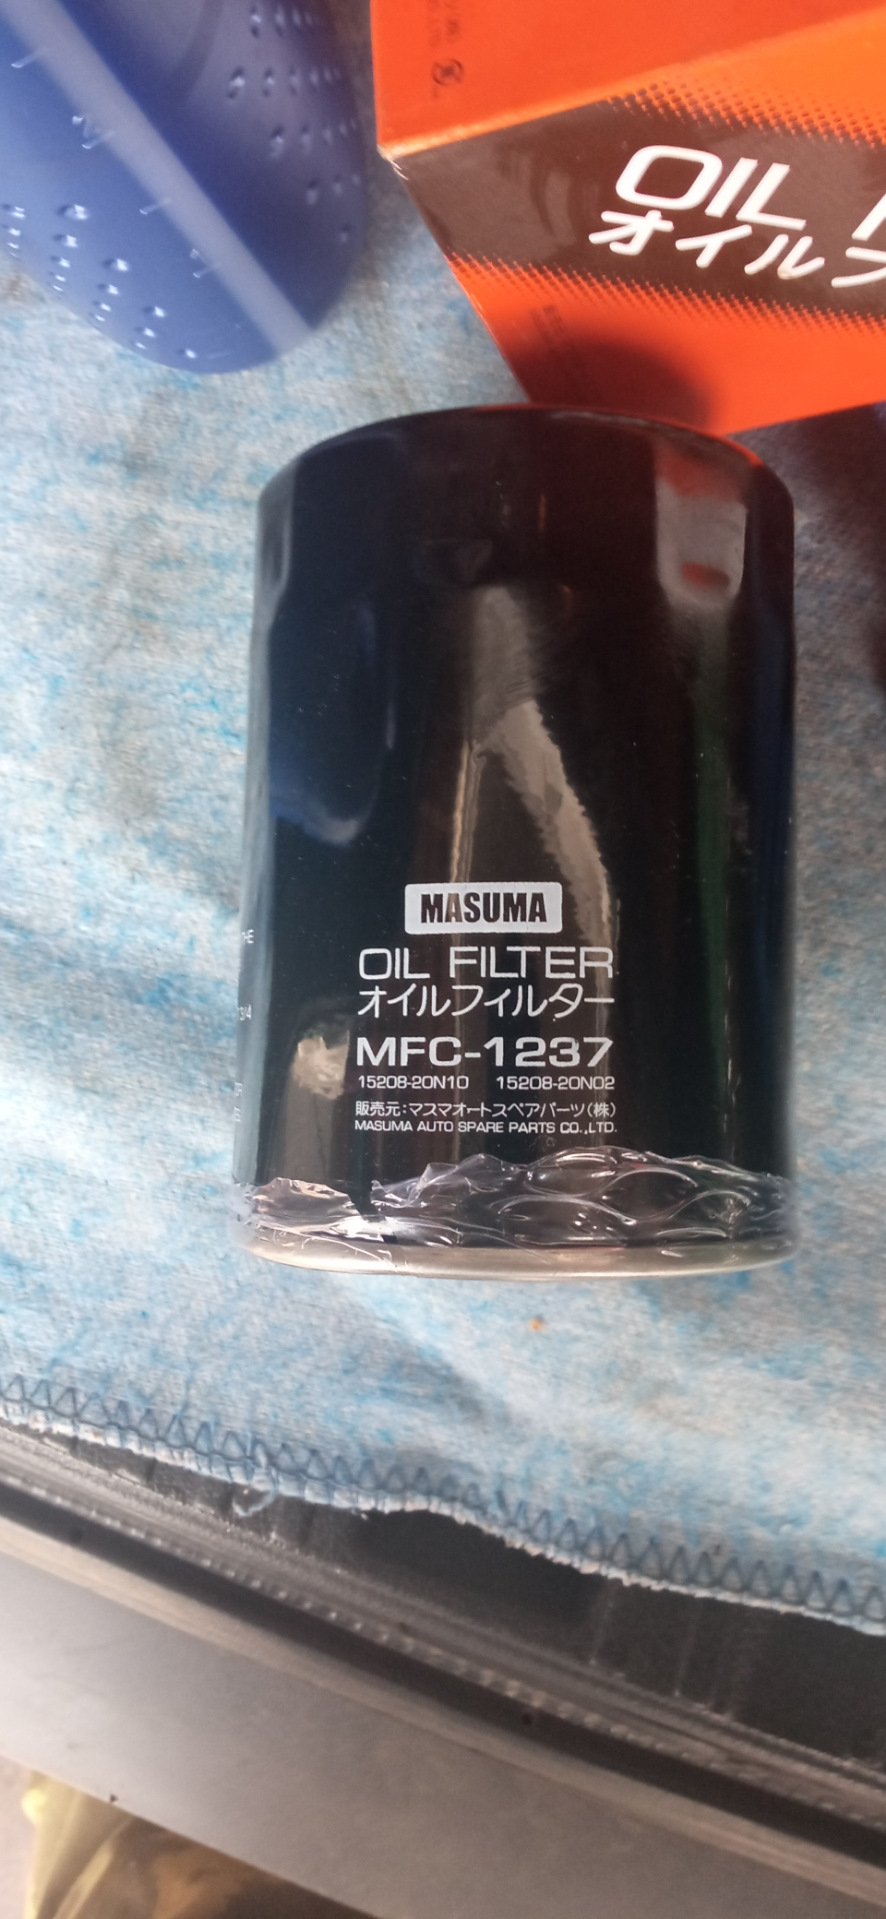 OIL
オイル
MASUMA
OIL FILTER
オイルフィルター
MFC-1237
15208-20N10 15208-20N02
販売元:マスマオートスペアパーツ(株)
MASUMA AUTO SPARE PARTS CO.,LTD.
3/4